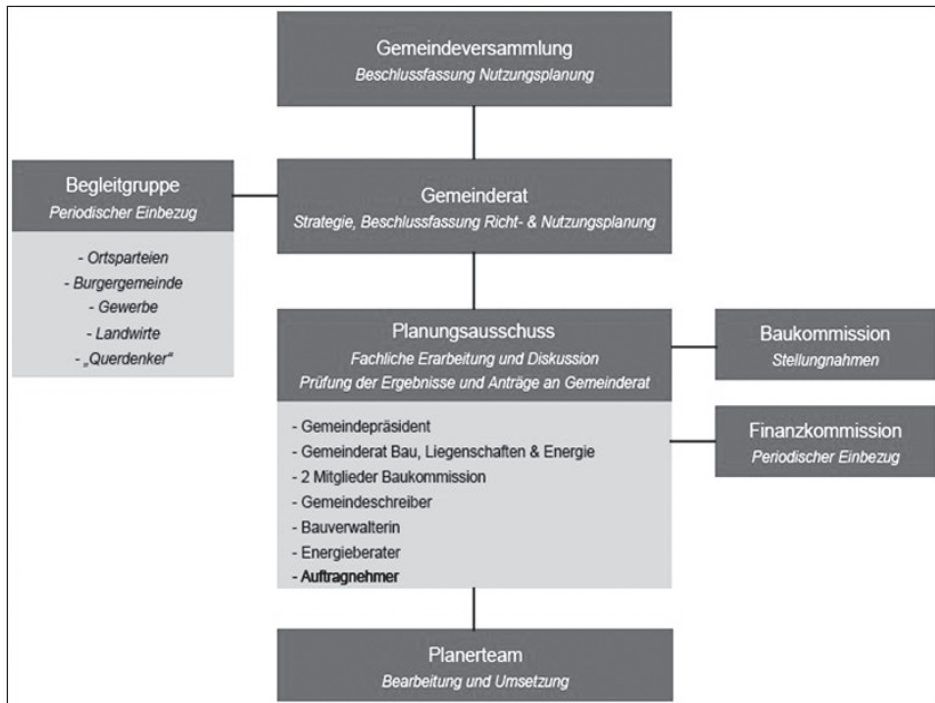 Gemeindeversammlung
Beschlussfassung Nutzungsplanung
Begleitgruppe
Periodischer Einbezug
- Ortsparteien
- Burgergemeinde
- Gewerbe
- Landwirte
- „Querdenker“
Gemeinderat
Strategie, Beschlussfassung Richt- & Nutzungsplanung
Planungsausschuss
Fachliche Erarbeitung und Diskussion
Prüfung der Ergebnisse und Anträge an Gemeinderat
- Gemeindepräsident
- Gemeinderat Bau, Liegenschaften & Energie
- 2 Mitglieder Baukommission
- Gemeindeschreiber
- Bauverwalterin
- Energieberater
- Auftragnehmer
Baukommission
Stellungnahmen
Finanzkommission
Periodischer Einbezug
Planerteam
Bearbeitung und Umsetzung